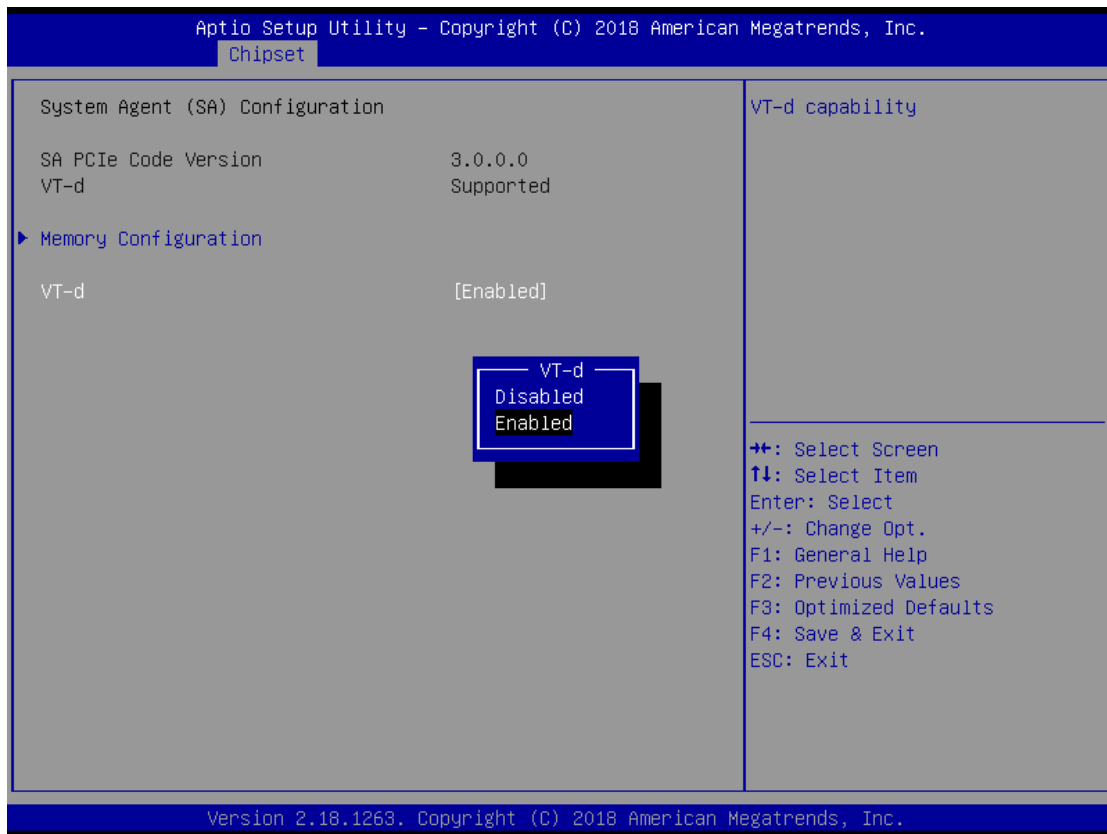 Aptio Setup Utility – Copyright (C) 2018 American Megatrends, Inc.
Chipset
System Agent (SA) Configuration
SA PCIe Code Version 3.0.0.0
VT-d Supported
Memory Configuration
VT-d [Enabled]
VT-d
Disabled
Enabled
VT-d capability
→←: Select Screen
↑↓: Select Item
Enter: Select
+/-: Change Opt.
F1: General Help
F2: Previous Values
F3: Optimized Defaults
F4: Save & Exit
ESC: Exit
Version 2.18.1263. Copyright (C) 2018 American Megatrends, Inc.